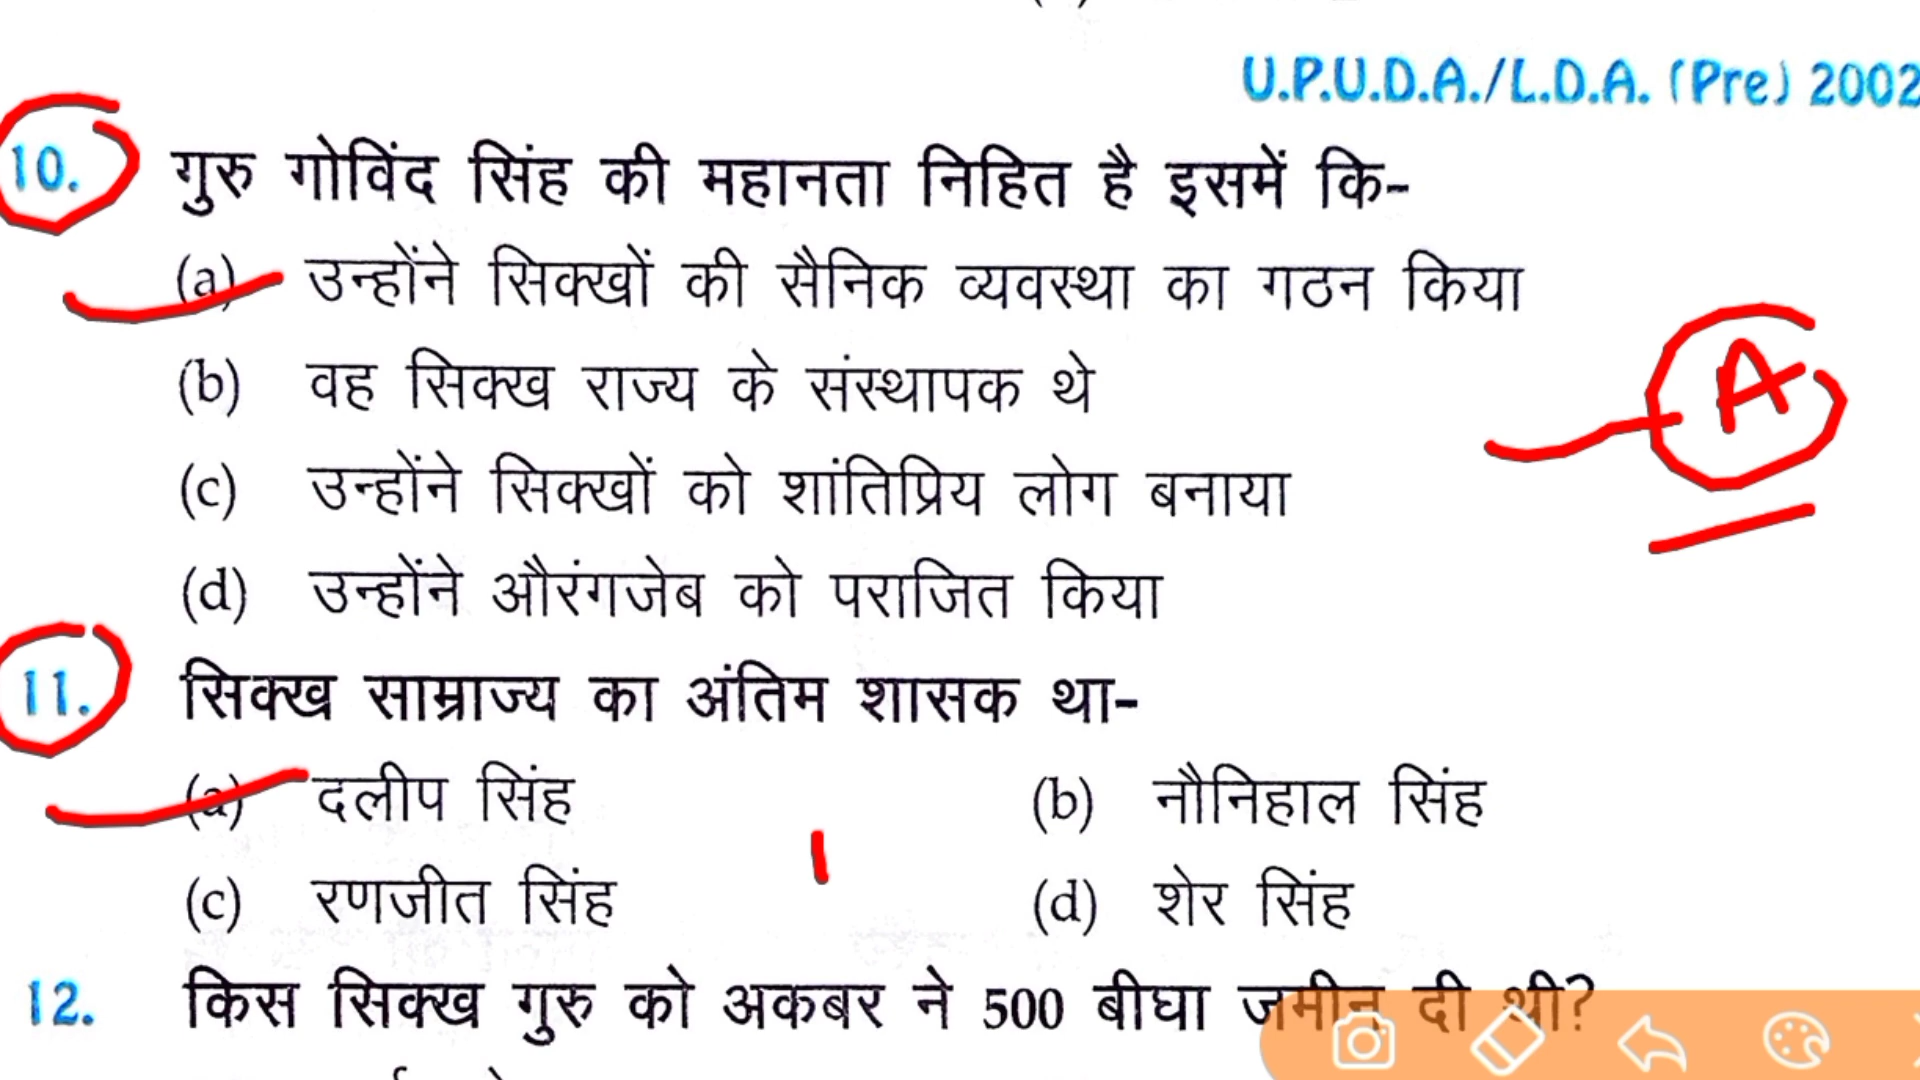 U.P.U.D.A./L.D.A. (Pre) 2002
10. गुरु गोविंद सिंह की महानता निहित है इसमें कि-
(a) उन्होंने सिक्खों की सैनिक व्यवस्था का गठन किया
(b) वह सिक्ख राज्य के संस्थापक थे
A
(c) उन्होंने सिक्खों को शांतिप्रिय लोग बनाया
(d) उन्होंने औरंगजेब को पराजित किया
11. सिक्ख साम्राज्य का अंतिम शासक था-
(a) दलीप सिंह (b) नौनिहाल सिंह
(c) रणजीत सिंह (d) शेर सिंह
12. किस सिक्ख गुरु को अकबर ने 500 बीघा जमीन दी थी?